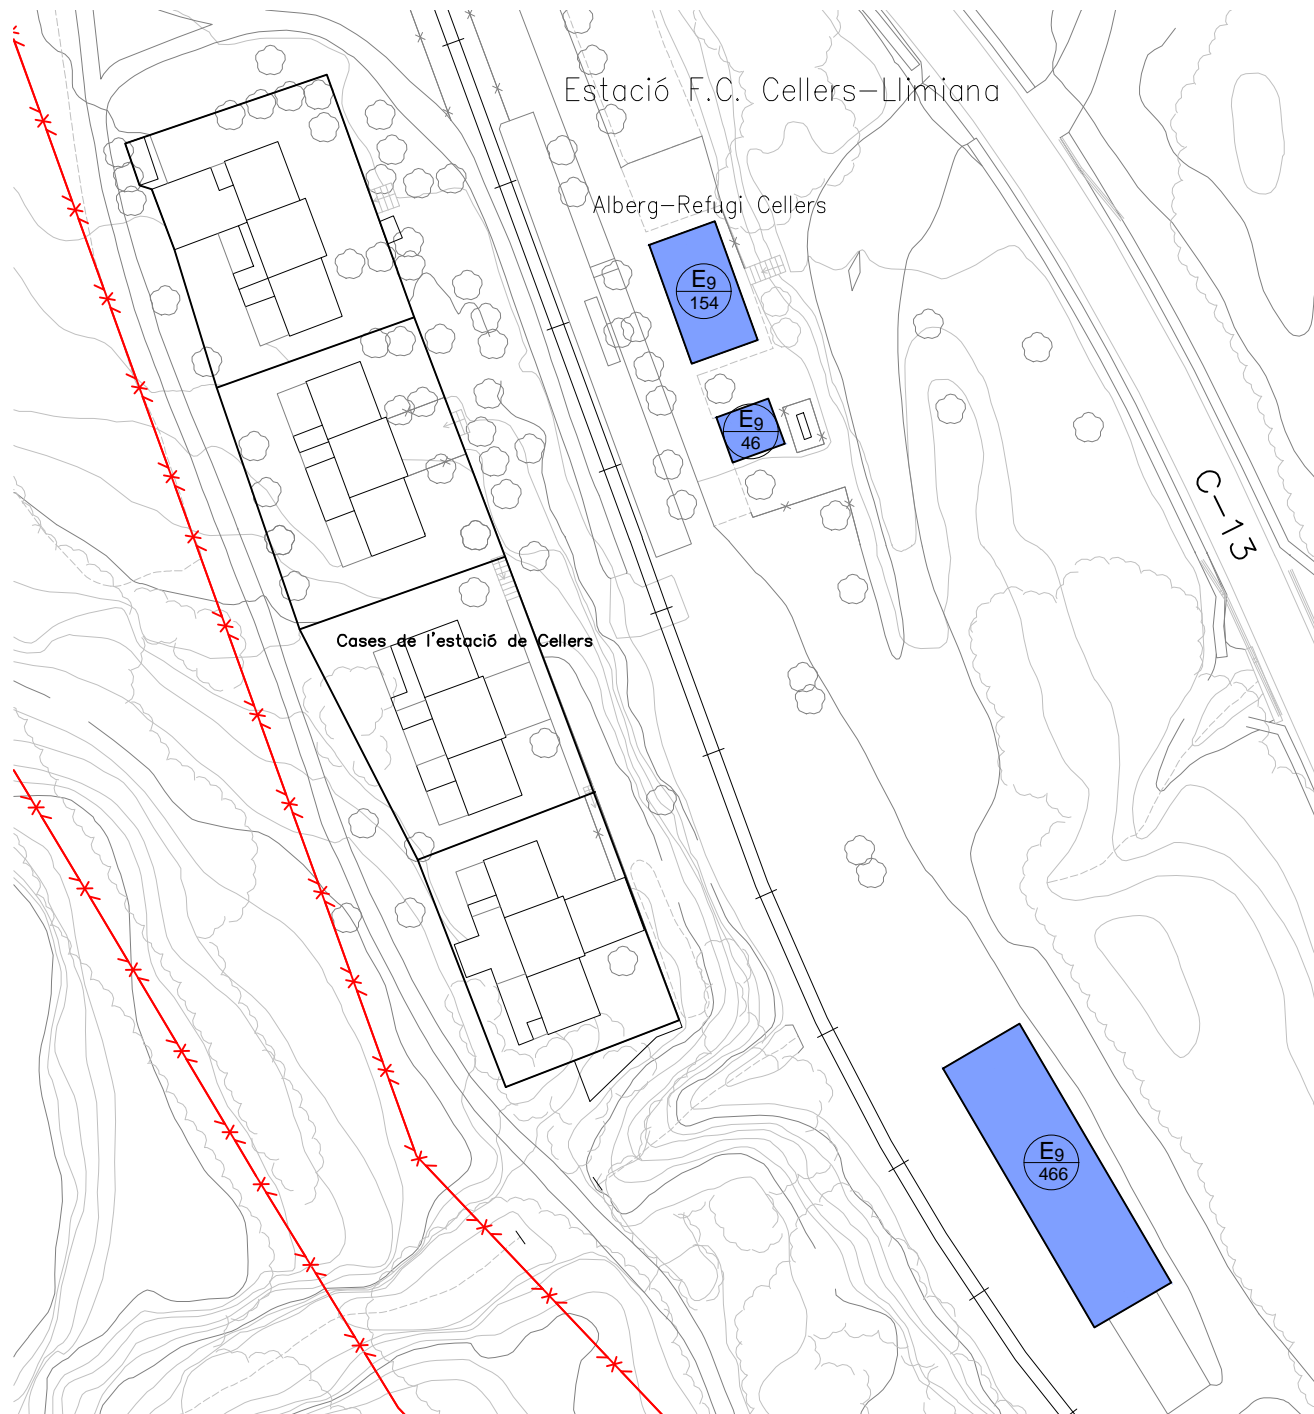 Estació F.C. Cellers-Llimiana
Alberg-Refugi Cellers
E9
154
E9
46
C-13
Cases de l'estació de Cellers
E9
466